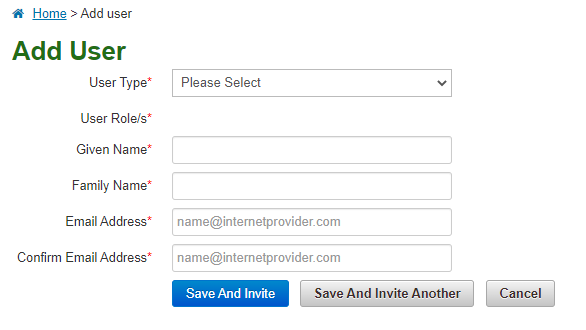 Home > Add user
Add User
User Type* Please Select
User Role/s*
Given Name*
Family Name*
Email Address* name@internetprovider.com
Confirm Email Address* name@internetprovider.com
Save And Invite Save And Invite Another Cancel